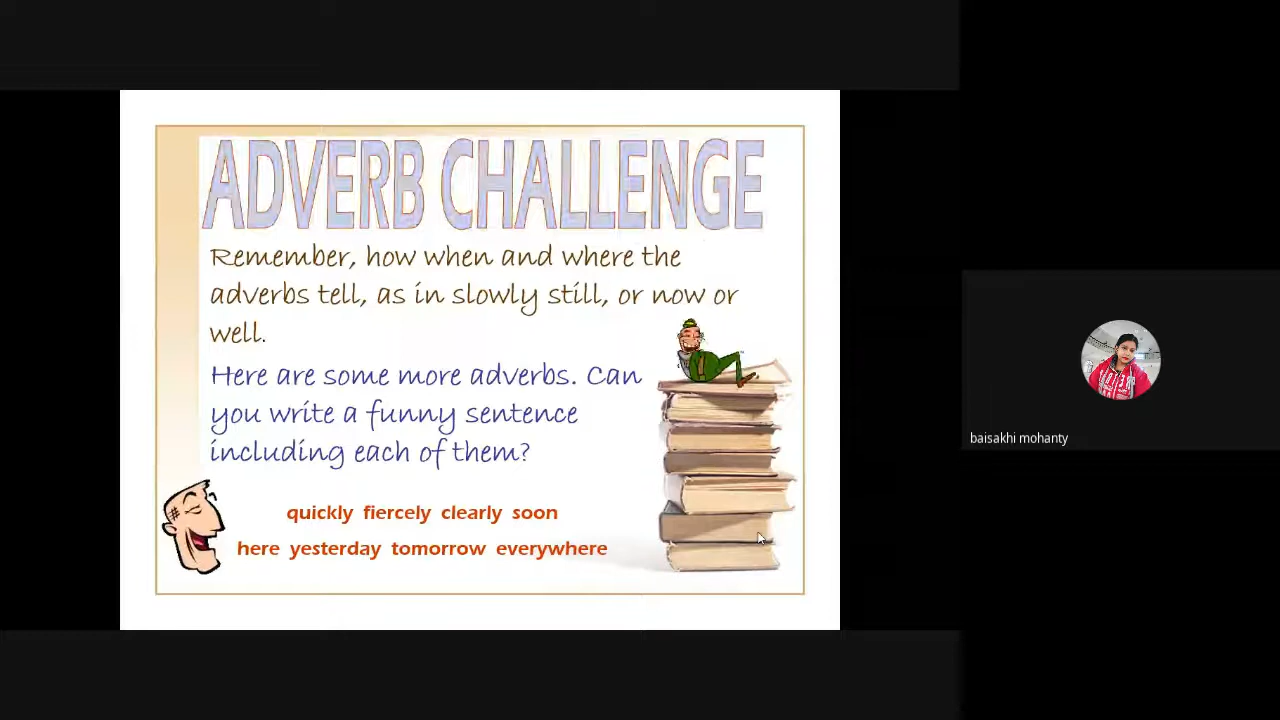 ADVERB CHALLENGE
Remember, how when and where the
adverbs tell, as in slowly still, or now or
well.
Here are some more adverbs. Can
you write a funny sentence
including each of them?
quickly fiercely clearly soon
here yesterday tomorrow everywhere
baisakhi mohanty